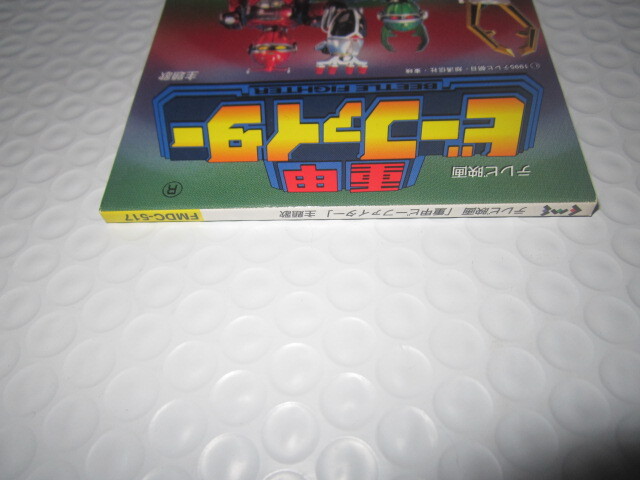 テレビ映画
重甲
ビーファイター
BEETLE FIGHTER
主題歌
Ⓡ
テレビ映画「重甲ビーファイター」主題歌
FMDC-517